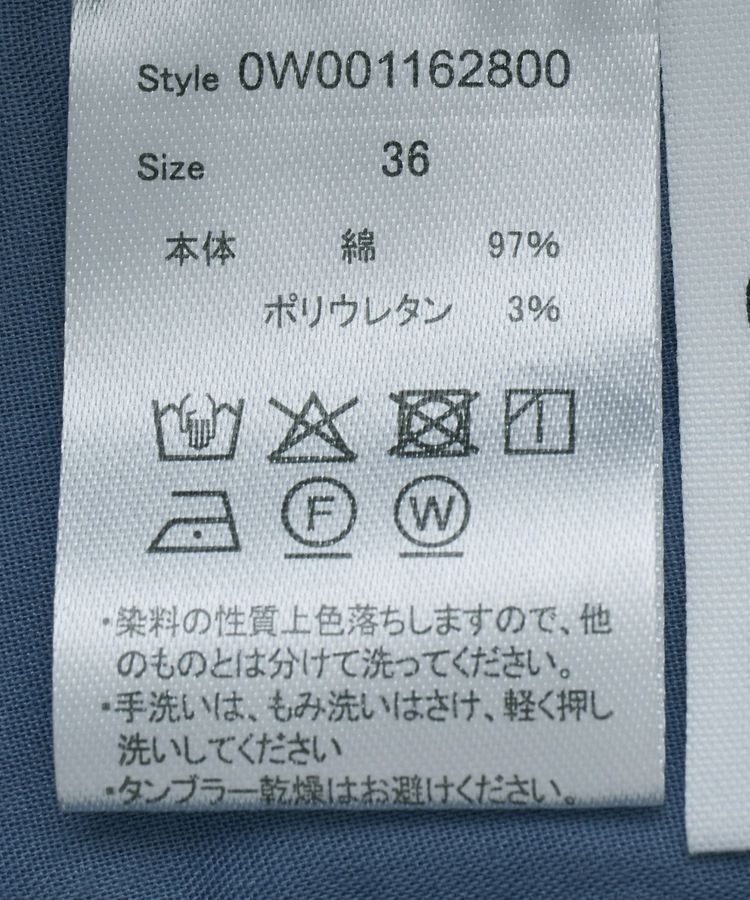 Style 0W001162800
Size 36
本体 綿 97%
ポリウレタン 3%
F W
・染料の性質上色落ちしますので、他
のものとは分けて洗ってください。
・手洗いは、もみ洗いはさけ、軽く押し
洗いしてください
・タンブラー乾燥はお避けください。